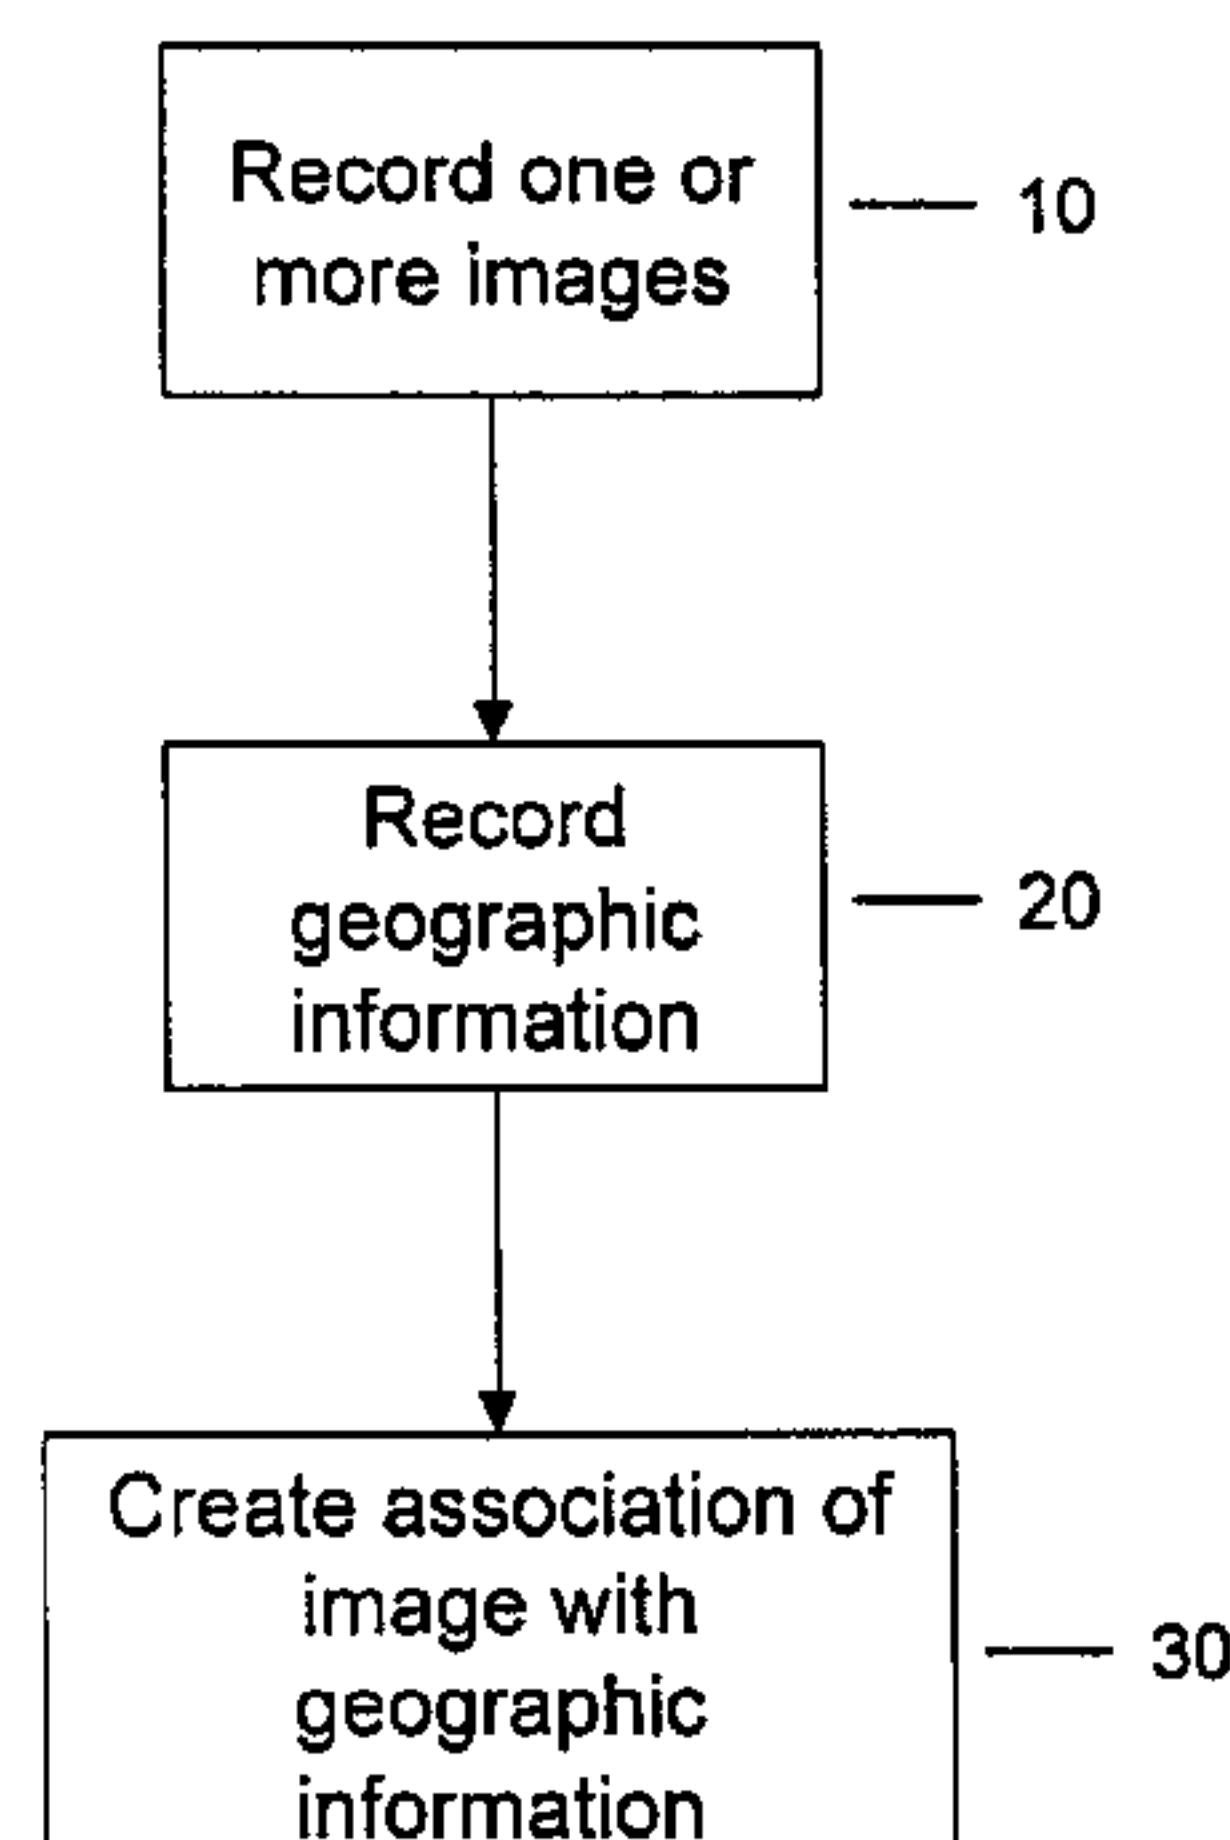 Record one or
more images
10
Record
geographic
information
20
Create association of
image with
geographic
information
30